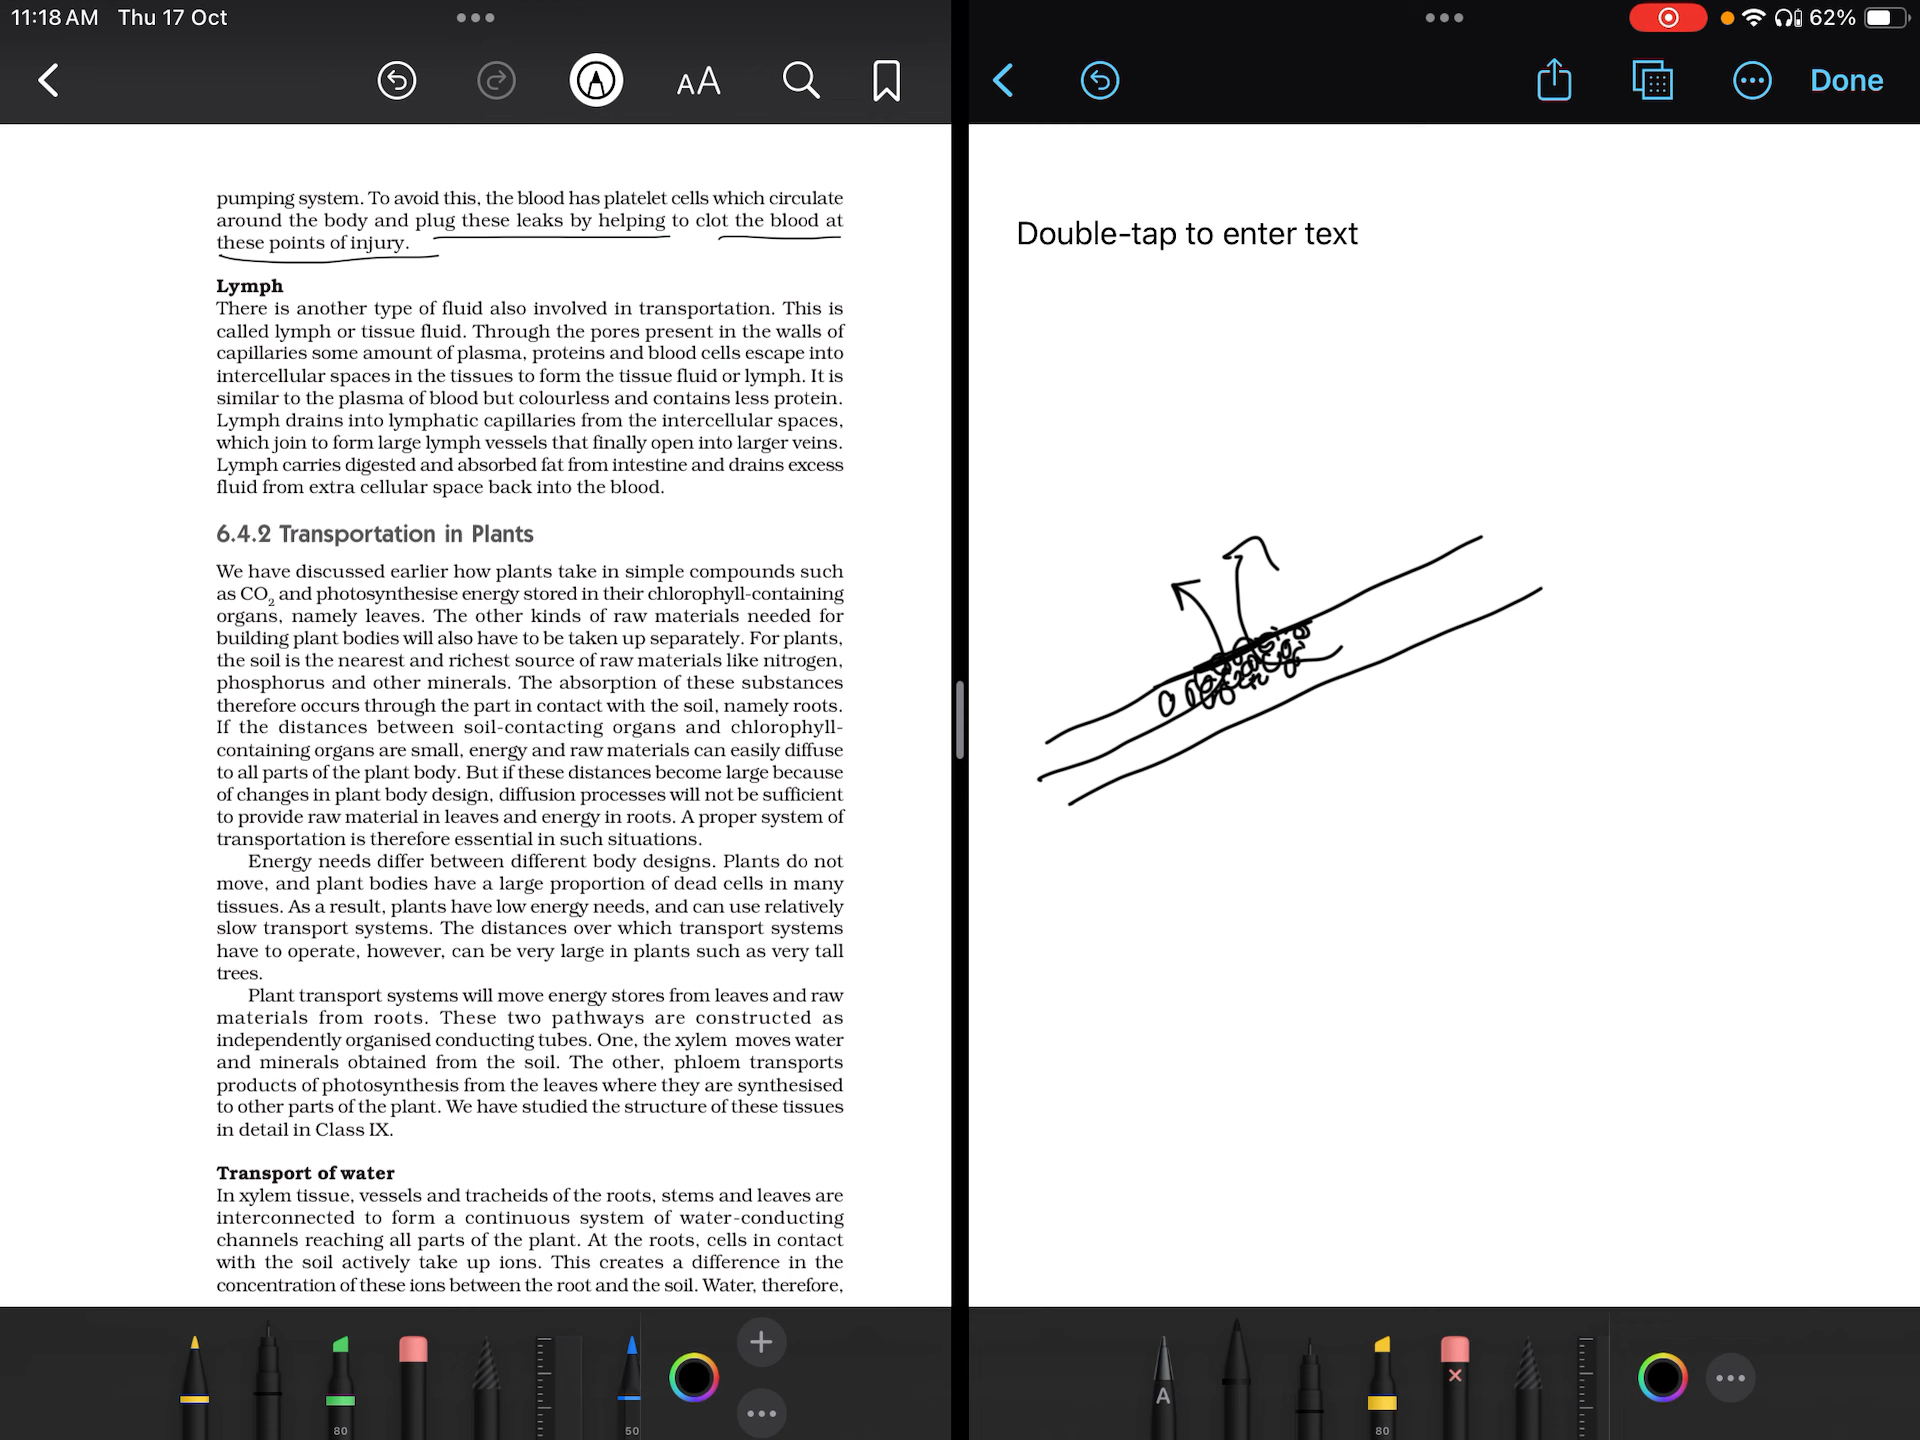 11:18 AM Thu 17 Oct
62%
AA
Done
pumping system. To avoid this, the blood has platelet cells which circulate
around the body and plug these leaks by helping to clot the blood at
these points of injury.
Lymph
There is another type of fluid also involved in transportation. This is
called lymph or tissue fluid. Through the pores present in the walls of
capillaries some amount of plasma, proteins and blood cells escape into
intercellular spaces in the tissues to form the tissue fluid or lymph. It is
similar to the plasma of blood but colourless and contains less protein.
Lymph drains into lymphatic capillaries from the intercellular spaces,
which join to form large lymph vessels that finally open into larger veins.
Lymph carries digested and absorbed fat from intestine and drains excess
fluid from extra cellular space back into the blood.
6.4.2 Transportation in Plants
We have discussed earlier how plants take in simple compounds such
as CO₂ and photosynthesise energy stored in their chlorophyll-containing
organs, namely leaves. The other kinds of raw materials needed for
building plant bodies will also have to be taken up separately. For plants,
the soil is the nearest and richest source of raw materials like nitrogen,
phosphorus and other minerals. The absorption of these substances
therefore occurs through the part in contact with the soil, namely roots.
If the distances between soil-contacting organs and chlorophyll-
containing organs are small, energy and raw materials can easily diffuse
to all parts of the plant body. But if these distances become large because
of changes in plant body design, diffusion processes will not be sufficient
to provide raw material in leaves and energy in roots. A proper system of
transportation is therefore essential in such situations.
Energy needs differ between different body designs. Plants do not
move, and plant bodies have a large proportion of dead cells in many
tissues. As a result, plants have low energy needs, and can use relatively
slow transport systems. The distances over which transport systems
have to operate, however, can be very large in plants such as very tall
trees.
Plant transport systems will move energy stores from leaves and raw
materials from roots. These two pathways are constructed as
independently organised conducting tubes. One, the xylem moves water
and minerals obtained from the soil. The other, phloem transports
products of photosynthesis from the leaves where they are synthesised
to other parts of the plant. We have studied the structure of these tissues
in detail in Class IX.
Transport of water
In xylem tissue, vessels and tracheids of the roots, stems and leaves are
interconnected to form a continuous system of water-conducting
channels reaching all parts of the plant. At the roots, cells in contact
with the soil actively take up ions. This creates a difference in the
concentration of these ions between the root and the soil. Water, therefore,
80
50
Double-tap to enter text
A
80